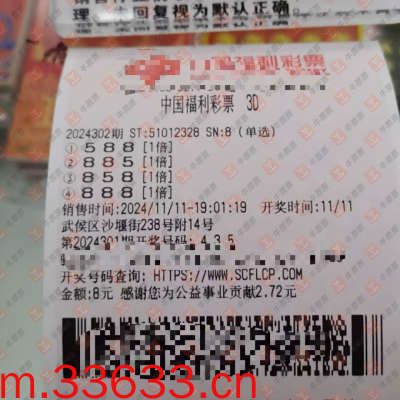 理 未回复视为默认正确。
福利彩票
中国福利彩票 3D
2024302期 ST:51012328 SN:8 (单选)
① 5 8 8 [1倍]
② 8 8 5 [1倍]
③ 8 5 8 [1倍]
④ 8 8 8 [1倍]
销售时间:2024/11/11-19:01:19 开奖时间:11/11
武侯区沙堰街238号附14号
第2024301期开奖号码: 4 3 5
开奖号码查询: HTTPS://WWW.SCFLCP.COM
金额:8元 感谢您为公益事业贡献2.72元
m.33633.cn